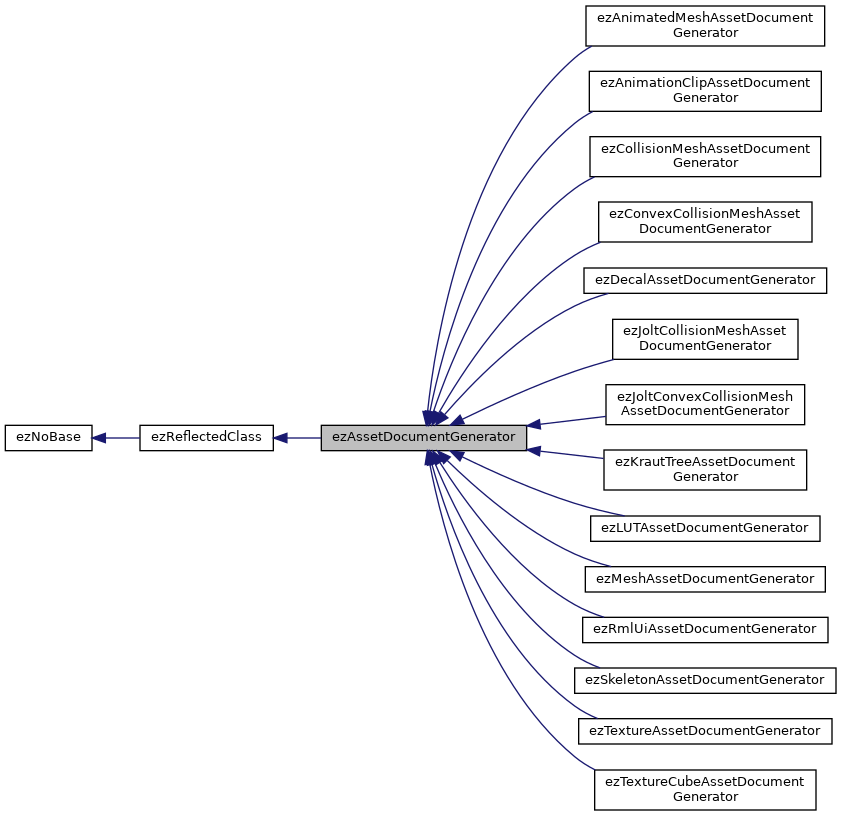 ezNoBase
ezReflectedClass
ezAssetDocumentGenerator
ezAnimatedMeshAssetDocument
Generator
ezAnimationClipAssetDocument
Generator
ezCollisionMeshAssetDocument
Generator
ezConvexCollisionMeshAsset
DocumentGenerator
ezDecalAssetDocumentGenerator
ezJoltCollisionMeshAsset
DocumentGenerator
ezJoltConvexCollisionMesh
AssetDocumentGenerator
ezKrautTreeAssetDocument
Generator
ezLUTAssetDocumentGenerator
ezMeshAssetDocumentGenerator
ezRmlUiAssetDocumentGenerator
ezSkeletonAssetDocumentGenerator
ezTextureAssetDocumentGenerator
ezTextureCubeAssetDocument
Generator